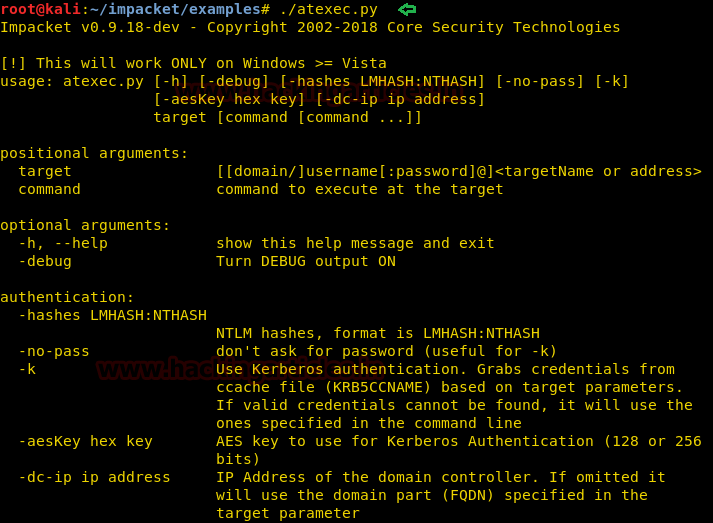 root@kali:~/impacket/examples# ./atexec.py
Impacket v0.9.18-dev - Copyright 2002-2018 Core Security Technologies
[!] This will work ONLY on Windows >= Vista
usage: atexec.py [-h] [-debug] [-hashes LMHASH:NTHASH] [-no-pass] [-k]
[-aesKey hex key] [-dc-ip ip address]
target [command [command ...]]
positional arguments:
target [[domain/]username[:password]@]<targetName or address>
command command to execute at the target
optional arguments:
-h, --help show this help message and exit
-debug Turn DEBUG output ON
authentication:
-hashes LMHASH:NTHASH
NTLM hashes, format is LMHASH:NTHASH
-no-pass don't ask for password (useful for -k)
-k Use Kerberos authentication. Grabs credentials from
ccache file (KRB5CCNAME) based on target parameters.
If valid credentials cannot be found, it will use the
ones specified in the command line
-aesKey hex key AES key to use for Kerberos Authentication (128 or 256
bits)
-dc-ip ip address IP Address of the domain controller. If omitted it
will use the domain part (FQDN) specified in the
target parameter